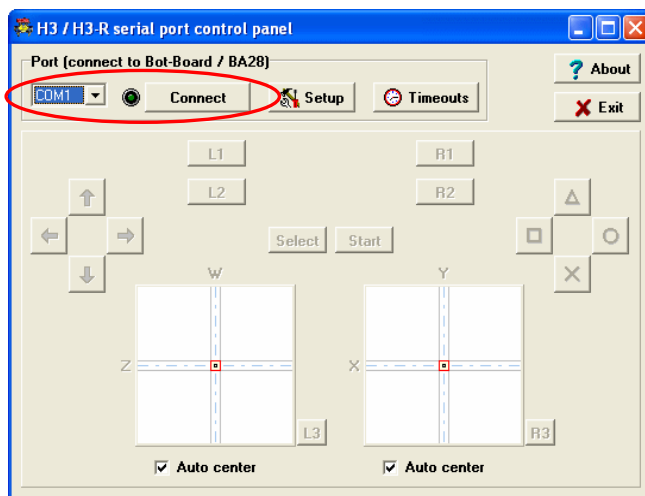 H3 / H3-R serial port control panel
Port (connect to Bot-Board / BA28)
COM1 Connect Setup Timeouts
? About
X Exit
L1 R1
L2 R2
Select Start
W Y
Z X
L3 R3
Auto center Auto center